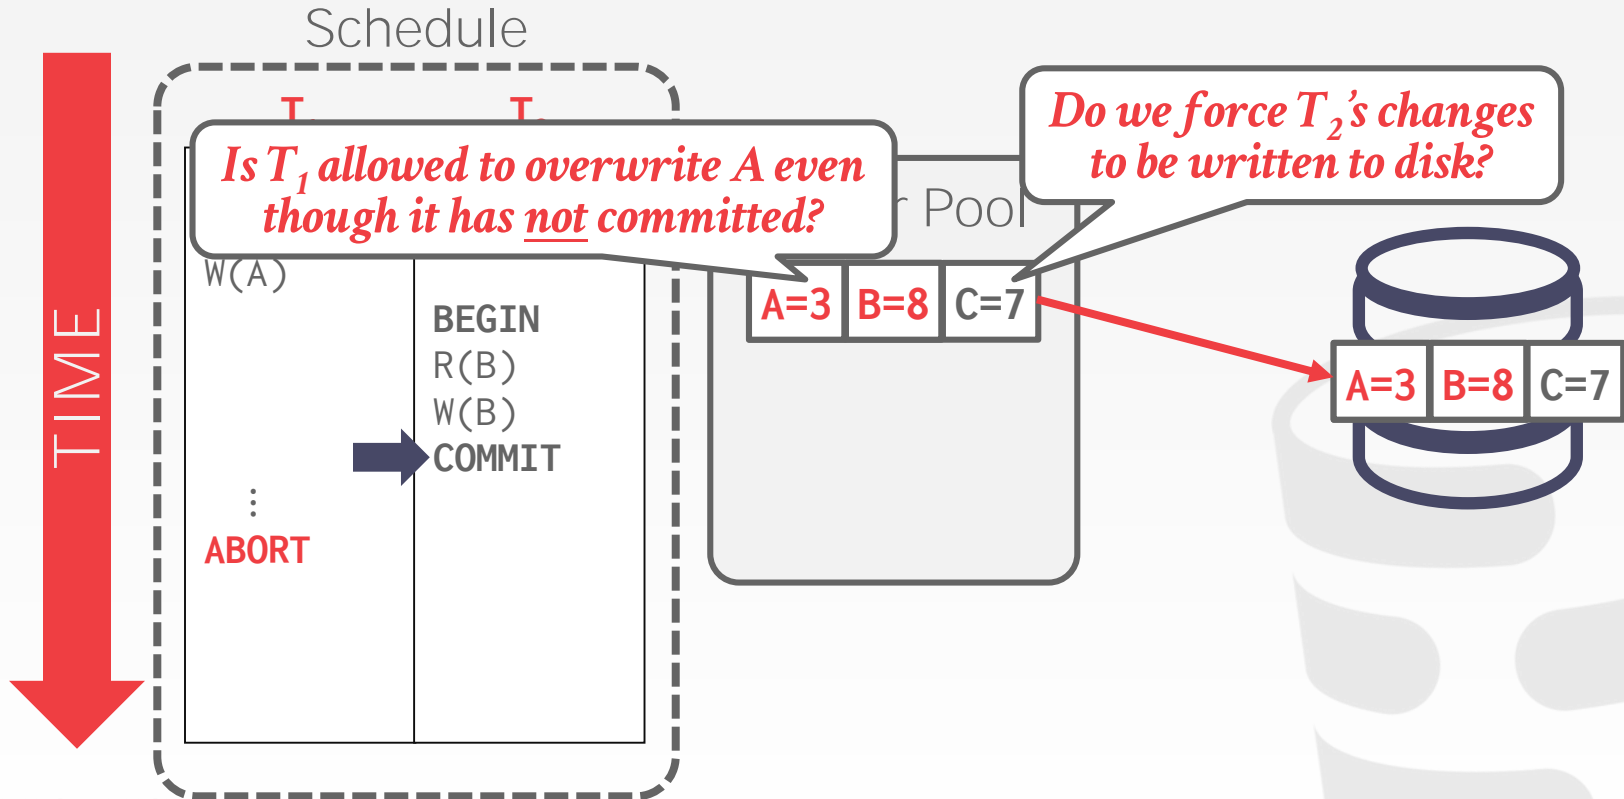 Schedule
TIME
T
T
Is T₁ allowed to overwrite A even
though it has not committed?
W(A)
BEGIN
R(B)
W(B)
COMMIT
⋮
ABORT
Pool
A=3 B=8 C=7
Do we force T₂’s changes
to be written to disk?
A=3 B=8 C=7